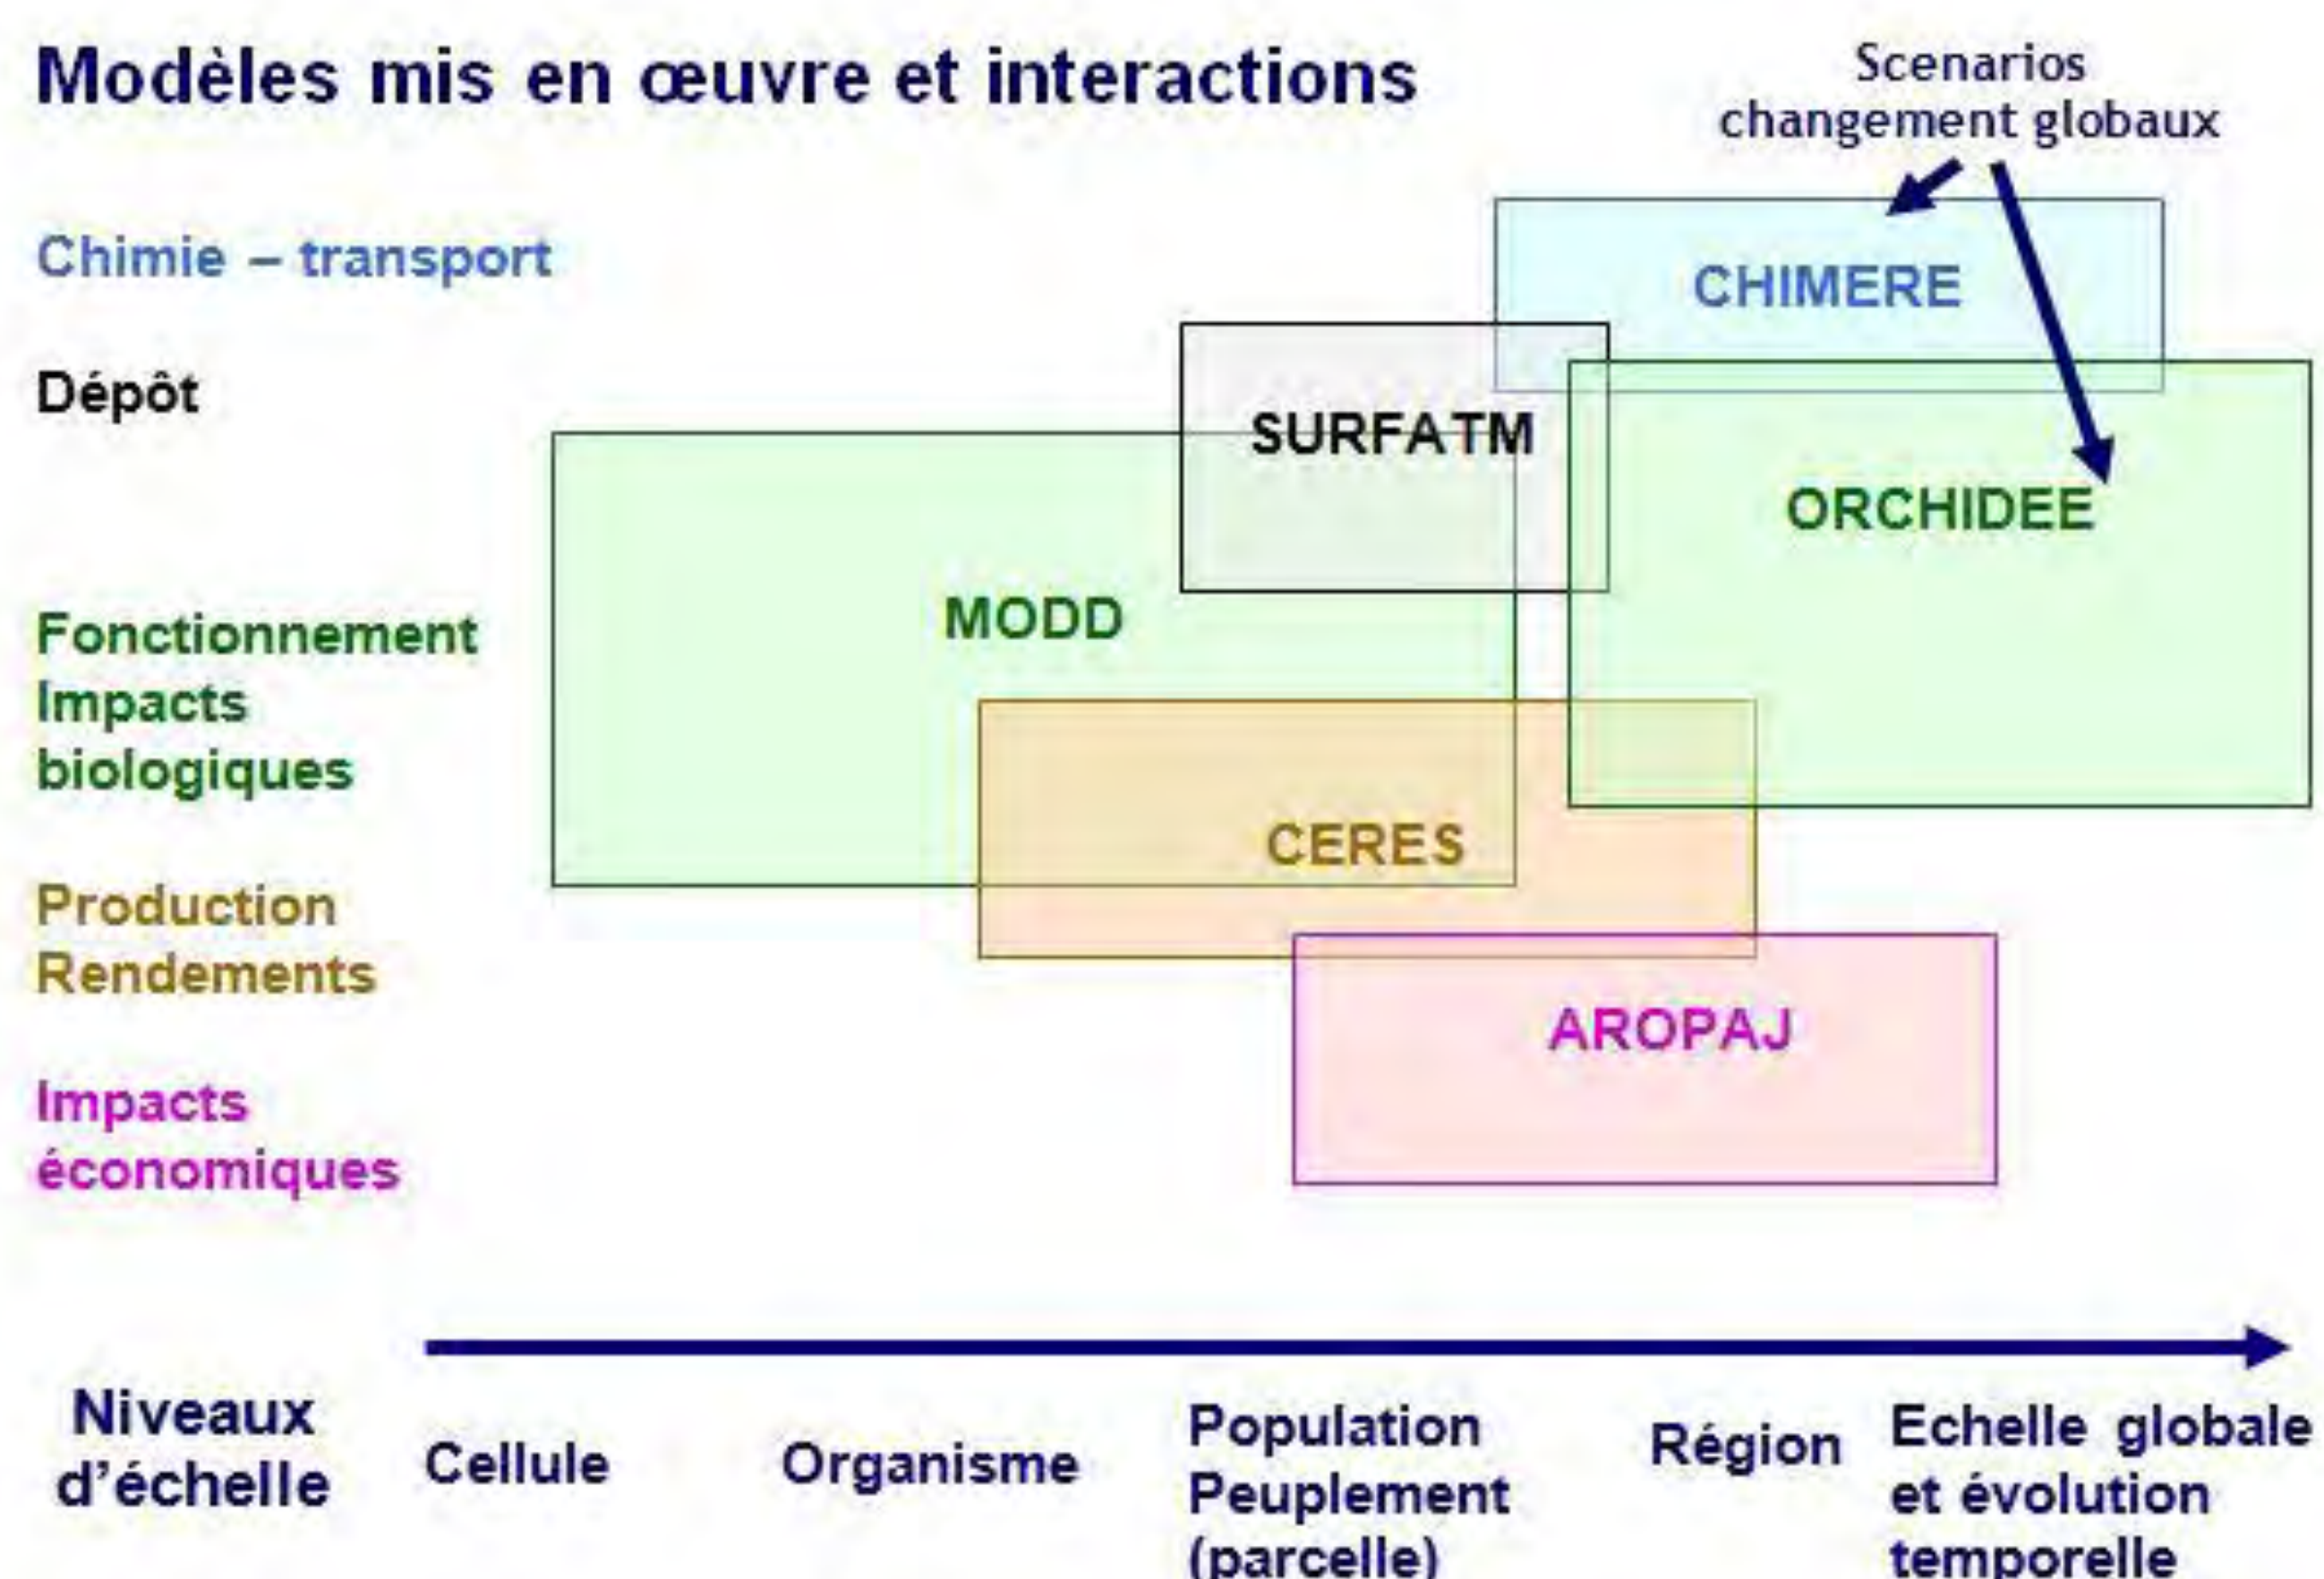 Modèles mis en œuvre et interactions
Scenarios
changement globaux
Chimie – transport
CHIMERE
Dépôt
SURFATM
ORCHIDEE
MODD
Fonctionnement
Impacts
biologiques
CERES
Production
Rendements
AROPAJ
Impacts
économiques
Niveaux
d'échelle
Cellule
Organisme
Population
Peuplement
(parcelle)
Région
Echelle globale
et évolution
temporelle